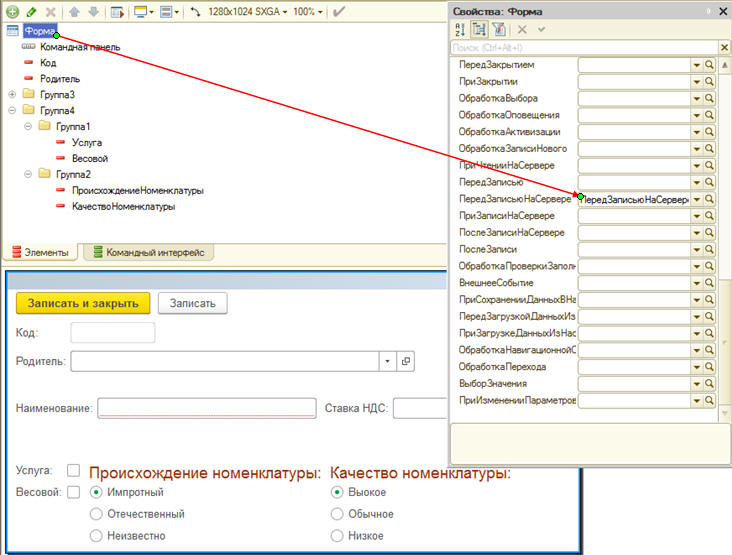 1280x1024 SXGA
100%
Форма
Командная панель
Код
Родитель
Группа3
Группа4
Группа1
Услуга
Весовой
Группа2
ПроисхождениеНоменклатуры
КачествоНоменклатуры
Элементы
Командный интерфейс
Свойства: Форма
Поиск (Ctrl+Alt+I)
ПередЗакрытием
ПриЗакрытии
ОбработкаВыбора
ОбработкаОповещения
ОбработкаАктивизации
ОбработкаЗаписиНового
ПриЧтенииНаСервере
ПередЗаписью
ПередЗаписьюНаСервере ПередЗаписьюНаСервере
ПриЗаписиНаСервере
ПослеЗаписиНаСервере
ПослеЗаписи
ОбработкаПроверкиЗаполн
ВнешнееСобытие
ПриСохраненииДанныхВНа
ПередЗагрузкойДанныхИз
ПриЗагрузкеДанныхИзНас
ОбработкаНавигационнойС
ОбработкаПерехода
ВыборЗначения
ПриИзмененииПараметров
Записать и закрыть Записать
Код:
Родитель:
Наименование: Ставка НДС:
Услуга: Происхождение номенклатуры: Качество номенклатуры:
Весовой: Импротный Выокое
Отечественный Обычное
Неизвестно Низкое